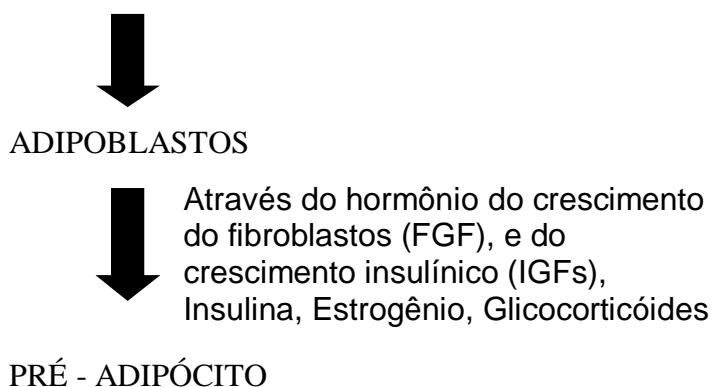 ADIPOBLASTOS
Através do hormônio do crescimento
do fibroblastos (FGF), e do
crescimento insulínico (IGFs),
Insulina, Estrogênio, Glicocorticóides
PRÉ - ADIPÓCITO